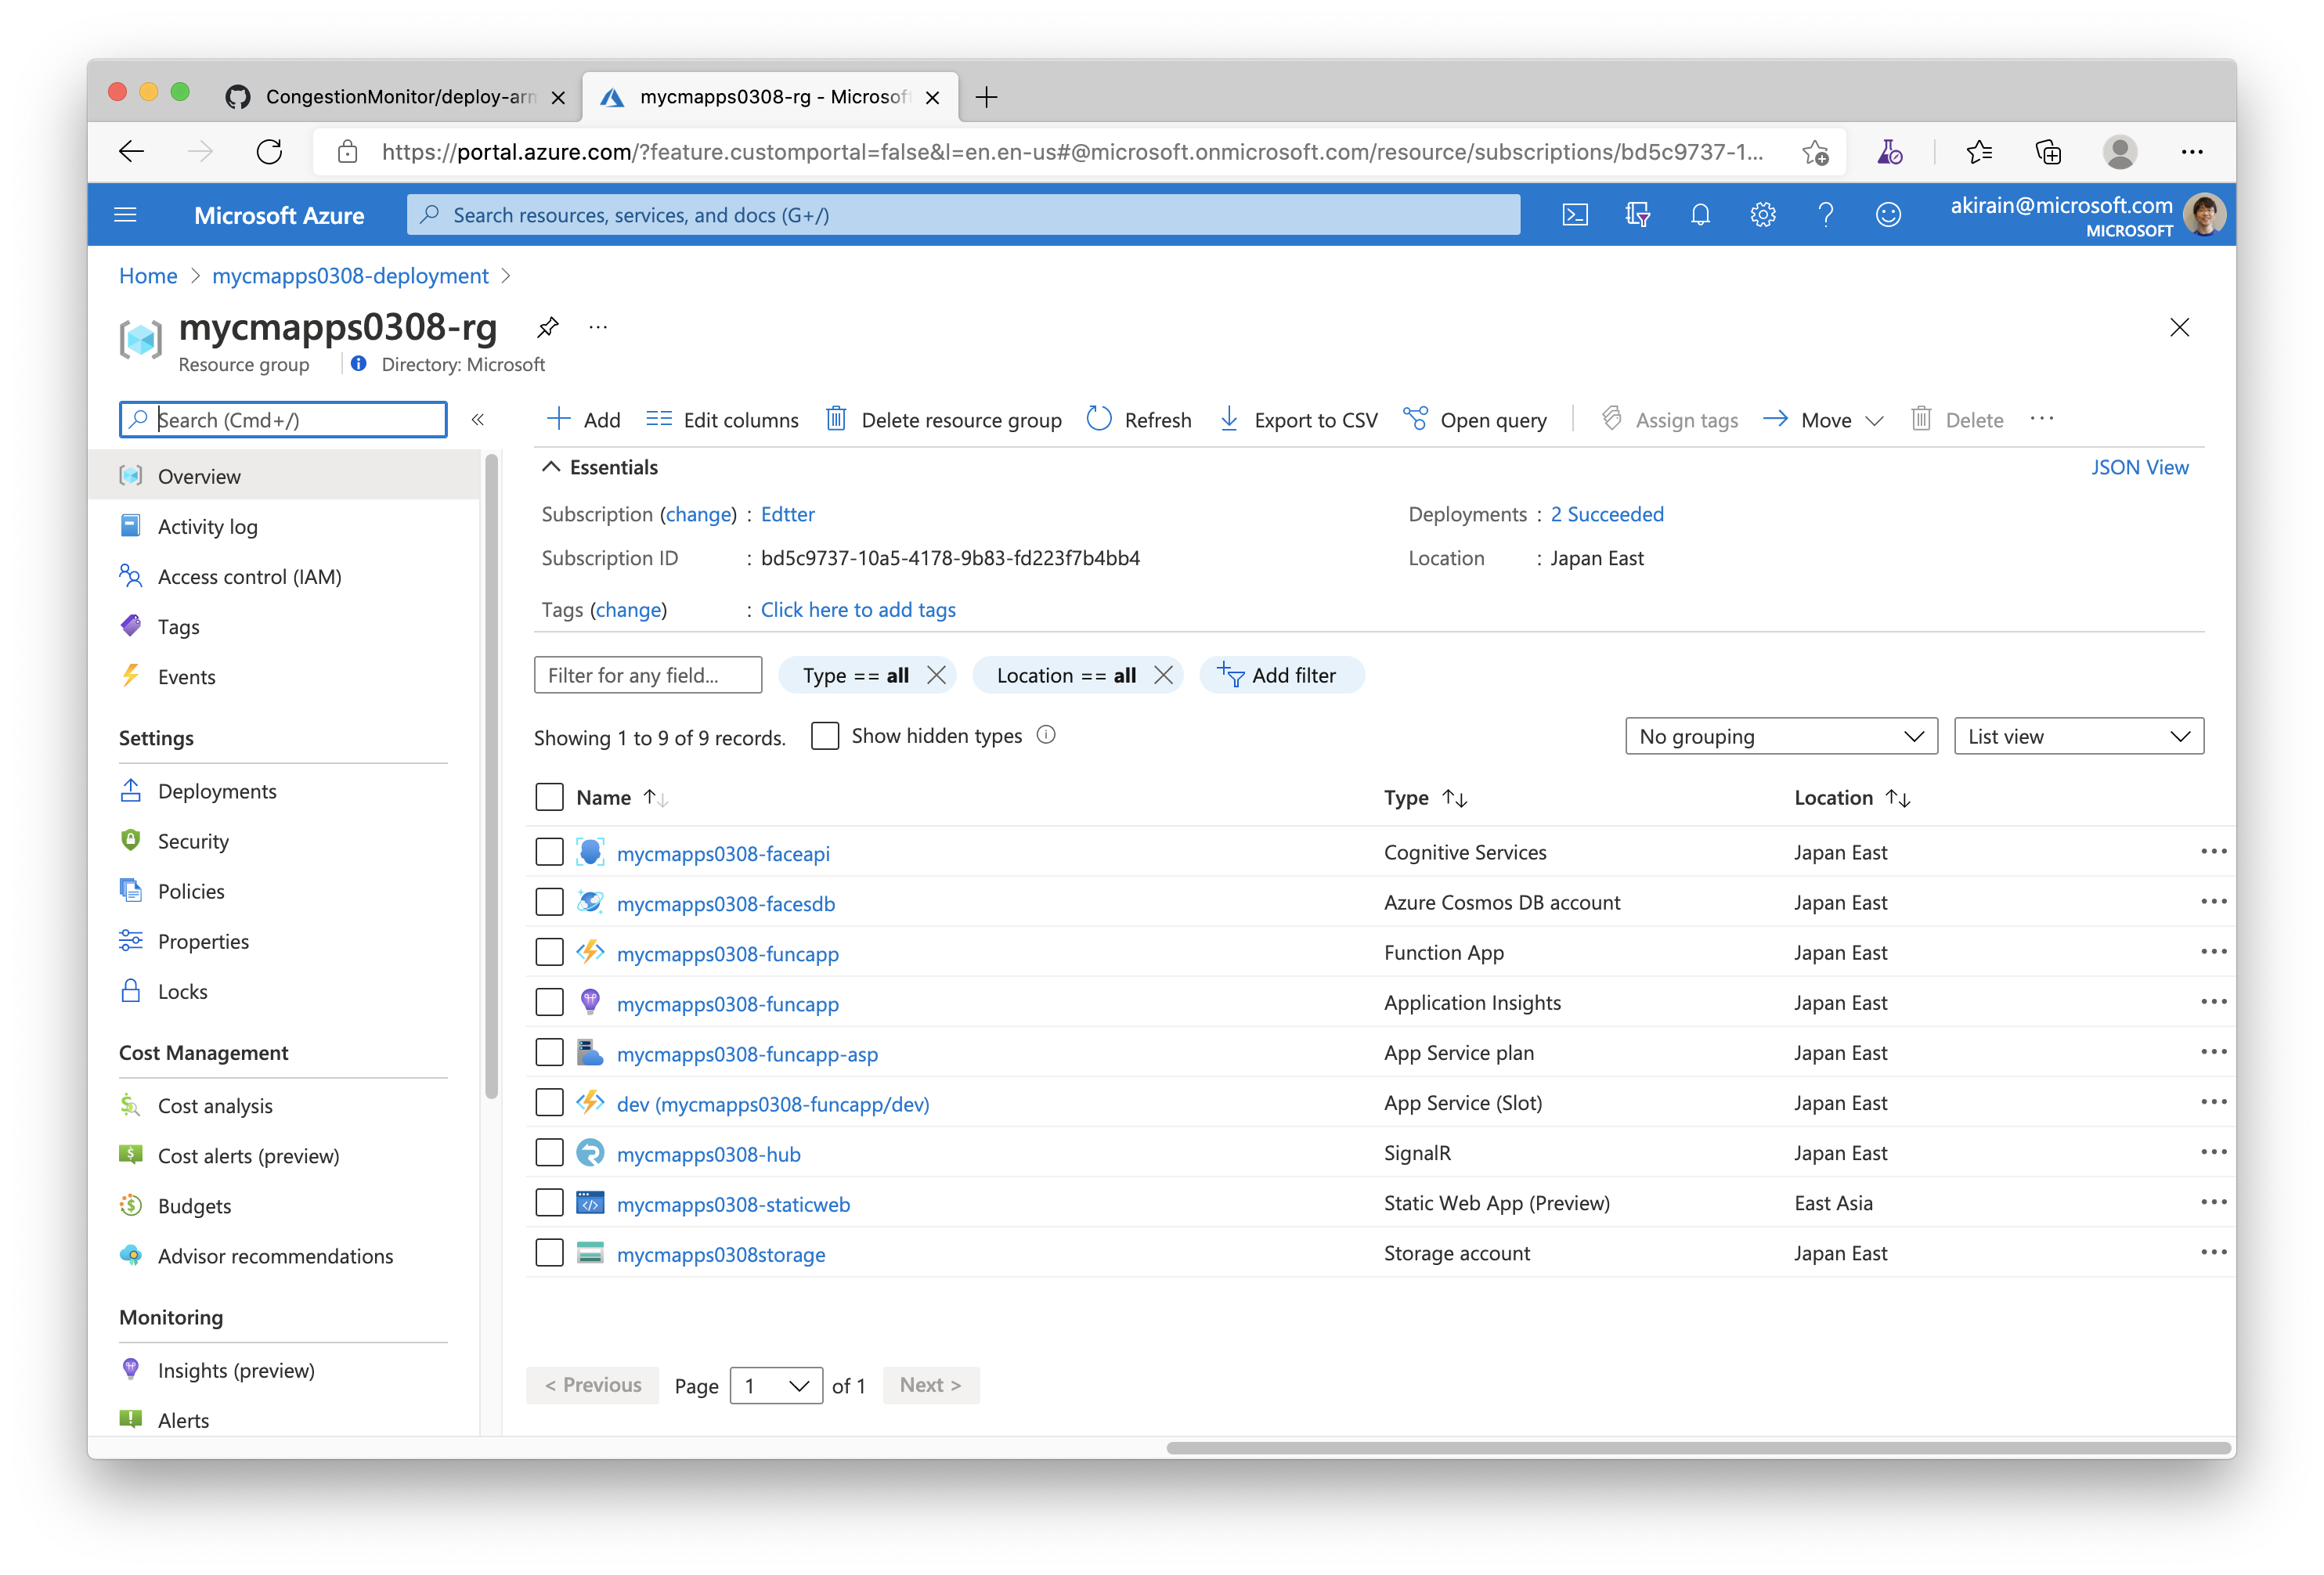 CongestionMonitor/deploy-arm
mycmapps0308-rg - Microsof
https://portal.azure.com/?feature.customportal=false&l=en.en-us#@microsoft.onmicrosoft.com/resource/subscriptions/bd5c9737-1...
Microsoft Azure
Search resources, services, and docs (G+/)
akirain@microsoft.com
MICROSOFT
Home > mycmapps0308-deployment >
mycmapps0308-rg
Resource group
Directory: Microsoft
Search (Cmd+/)
Overview
Activity log
Access control (IAM)
Tags
Events
Settings
Deployments
Security
Policies
Properties
Locks
Cost Management
Cost analysis
Cost alerts (preview)
Budgets
Advisor recommendations
Monitoring
Insights (preview)
Alerts
Add Edit columns Delete resource group Refresh Export to CSV Open query Assign tags Move Delete ...
Essentials
JSON View
Subscription (change) : Edtter
Deployments : 2 Succeeded
Subscription ID : bd5c9737-10a5-4178-9b83-fd223f7b4bb4
Location : Japan East
Tags (change) : Click here to add tags
Filter for any field... Type == all Location == all Add filter
Showing 1 to 9 of 9 records. Show hidden types
No grouping
List view
Name Type Location
mycmapps0308-faceapi Cognitive Services Japan East
mycmapps0308-facesdb Azure Cosmos DB account Japan East
mycmapps0308-funcapp Function App Japan East
mycmapps0308-funcapp Application Insights Japan East
mycmapps0308-funcapp-asp App Service plan Japan East
dev (mycmapps0308-funcapp/dev) App Service (Slot) Japan East
mycmapps0308-hub SignalR Japan East
mycmapps0308-staticweb Static Web App (Preview) East Asia
mycmapps0308storage Storage account Japan East
< Previous Page 1 of 1 Next >